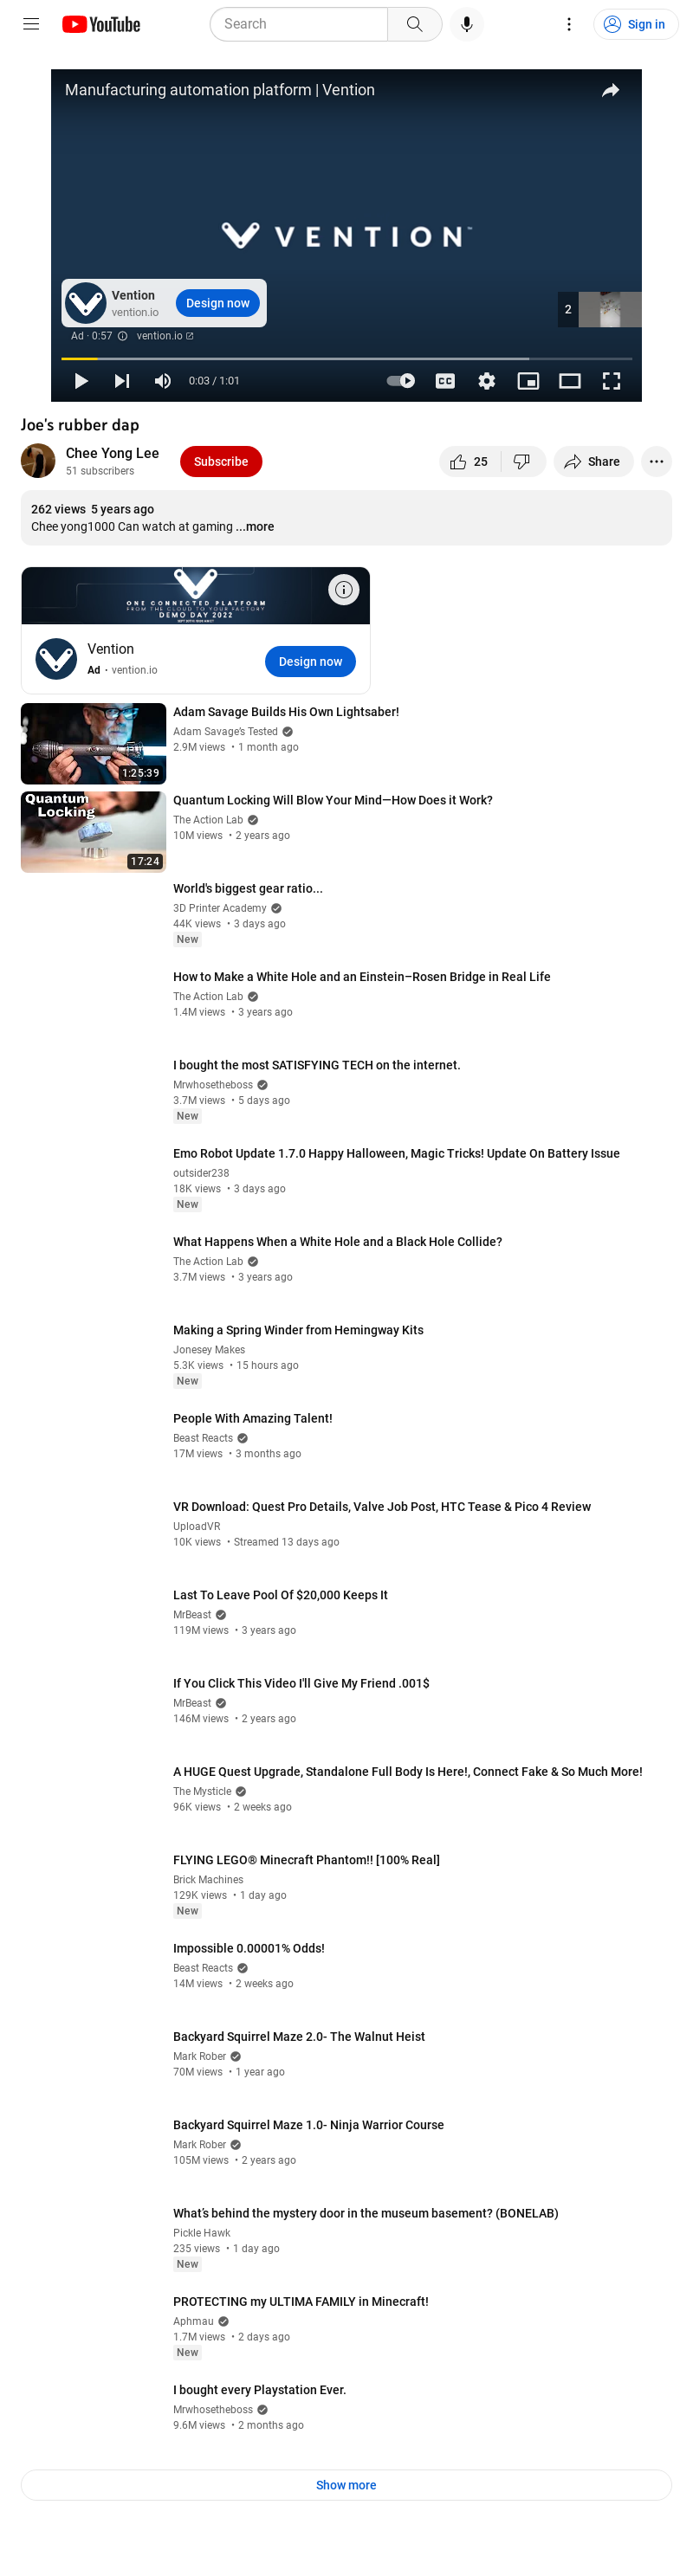 YouTube
Search
Sign in
Manufacturing automation platform | Vention
VENTION™
Vention
vention.io
Design now
2
Ad · 0:57 vention.io
0:03 / 1:01
CC
Joe's rubber dap
Chee Yong Lee
51 subscribers
Subscribe
25
Share
262 views 5 years ago
Chee yong1000 Can watch at gaming ...more
ONE CONNECTED PLATFORM
FROM THE CLOUD TO YOUR FACTORY
DEMO DAY 2022
Vention
Ad • vention.io
Design now
1:25:39
Adam Savage Builds His Own Lightsaber!
Adam Savage's Tested
2.9M views • 1 month ago
Quantum
Locking
17:24
Quantum Locking Will Blow Your Mind—How Does it Work?
The Action Lab
10M views • 2 years ago
World's biggest gear ratio...
3D Printer Academy
44K views • 3 days ago
New
How to Make a White Hole and an Einstein–Rosen Bridge in Real Life
The Action Lab
1.4M views • 3 years ago
I bought the most SATISFYING TECH on the internet.
Mrwhosetheboss
3.7M views • 5 days ago
New
Emo Robot Update 1.7.0 Happy Halloween, Magic Tricks! Update On Battery Issue
outsider238
18K views • 3 days ago
New
What Happens When a White Hole and a Black Hole Collide?
The Action Lab
3.7M views • 3 years ago
Making a Spring Winder from Hemingway Kits
Jonesey Makes
5.3K views • 15 hours ago
New
People With Amazing Talent!
Beast Reacts
17M views • 3 months ago
VR Download: Quest Pro Details, Valve Job Post, HTC Tease & Pico 4 Review
UploadVR
10K views • Streamed 13 days ago
Last To Leave Pool Of $20,000 Keeps It
MrBeast
119M views • 3 years ago
If You Click This Video I'll Give My Friend .001$
MrBeast
146M views • 2 years ago
A HUGE Quest Upgrade, Standalone Full Body Is Here!, Connect Fake & So Much More!
The Mysticle
96K views • 2 weeks ago
FLYING LEGO® Minecraft Phantom!! [100% Real]
Brick Machines
129K views • 1 day ago
New
Impossible 0.00001% Odds!
Beast Reacts
14M views • 2 weeks ago
Backyard Squirrel Maze 2.0- The Walnut Heist
Mark Rober
70M views • 1 year ago
Backyard Squirrel Maze 1.0- Ninja Warrior Course
Mark Rober
105M views • 2 years ago
What's behind the mystery door in the museum basement? (BONELAB)
Pickle Hawk
235 views • 1 day ago
New
PROTECTING my ULTIMA FAMILY in Minecraft!
Aphmau
1.7M views • 2 days ago
New
I bought every Playstation Ever.
Mrwhosetheboss
9.6M views • 2 months ago
Show more